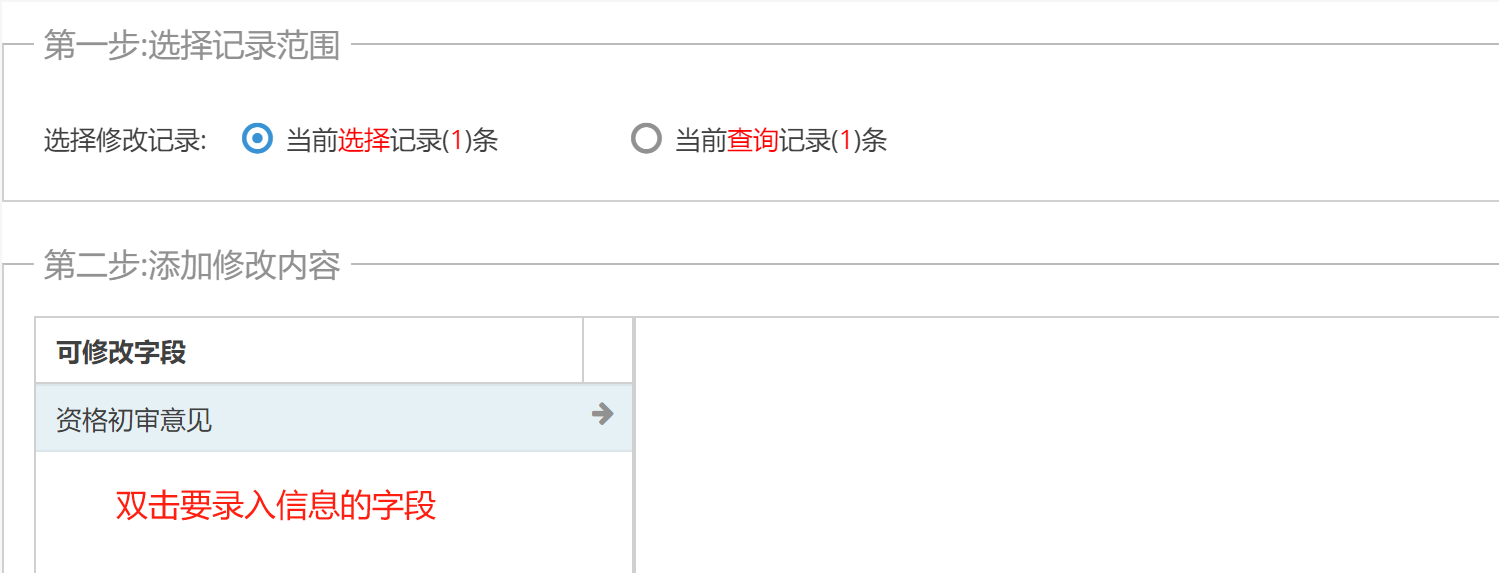 第一步:选择记录范围
选择修改记录: 当前选择记录(1)条 当前查询记录(1)条
第二步:添加修改内容
可修改字段
资格初审意见
双击要录入信息的字段